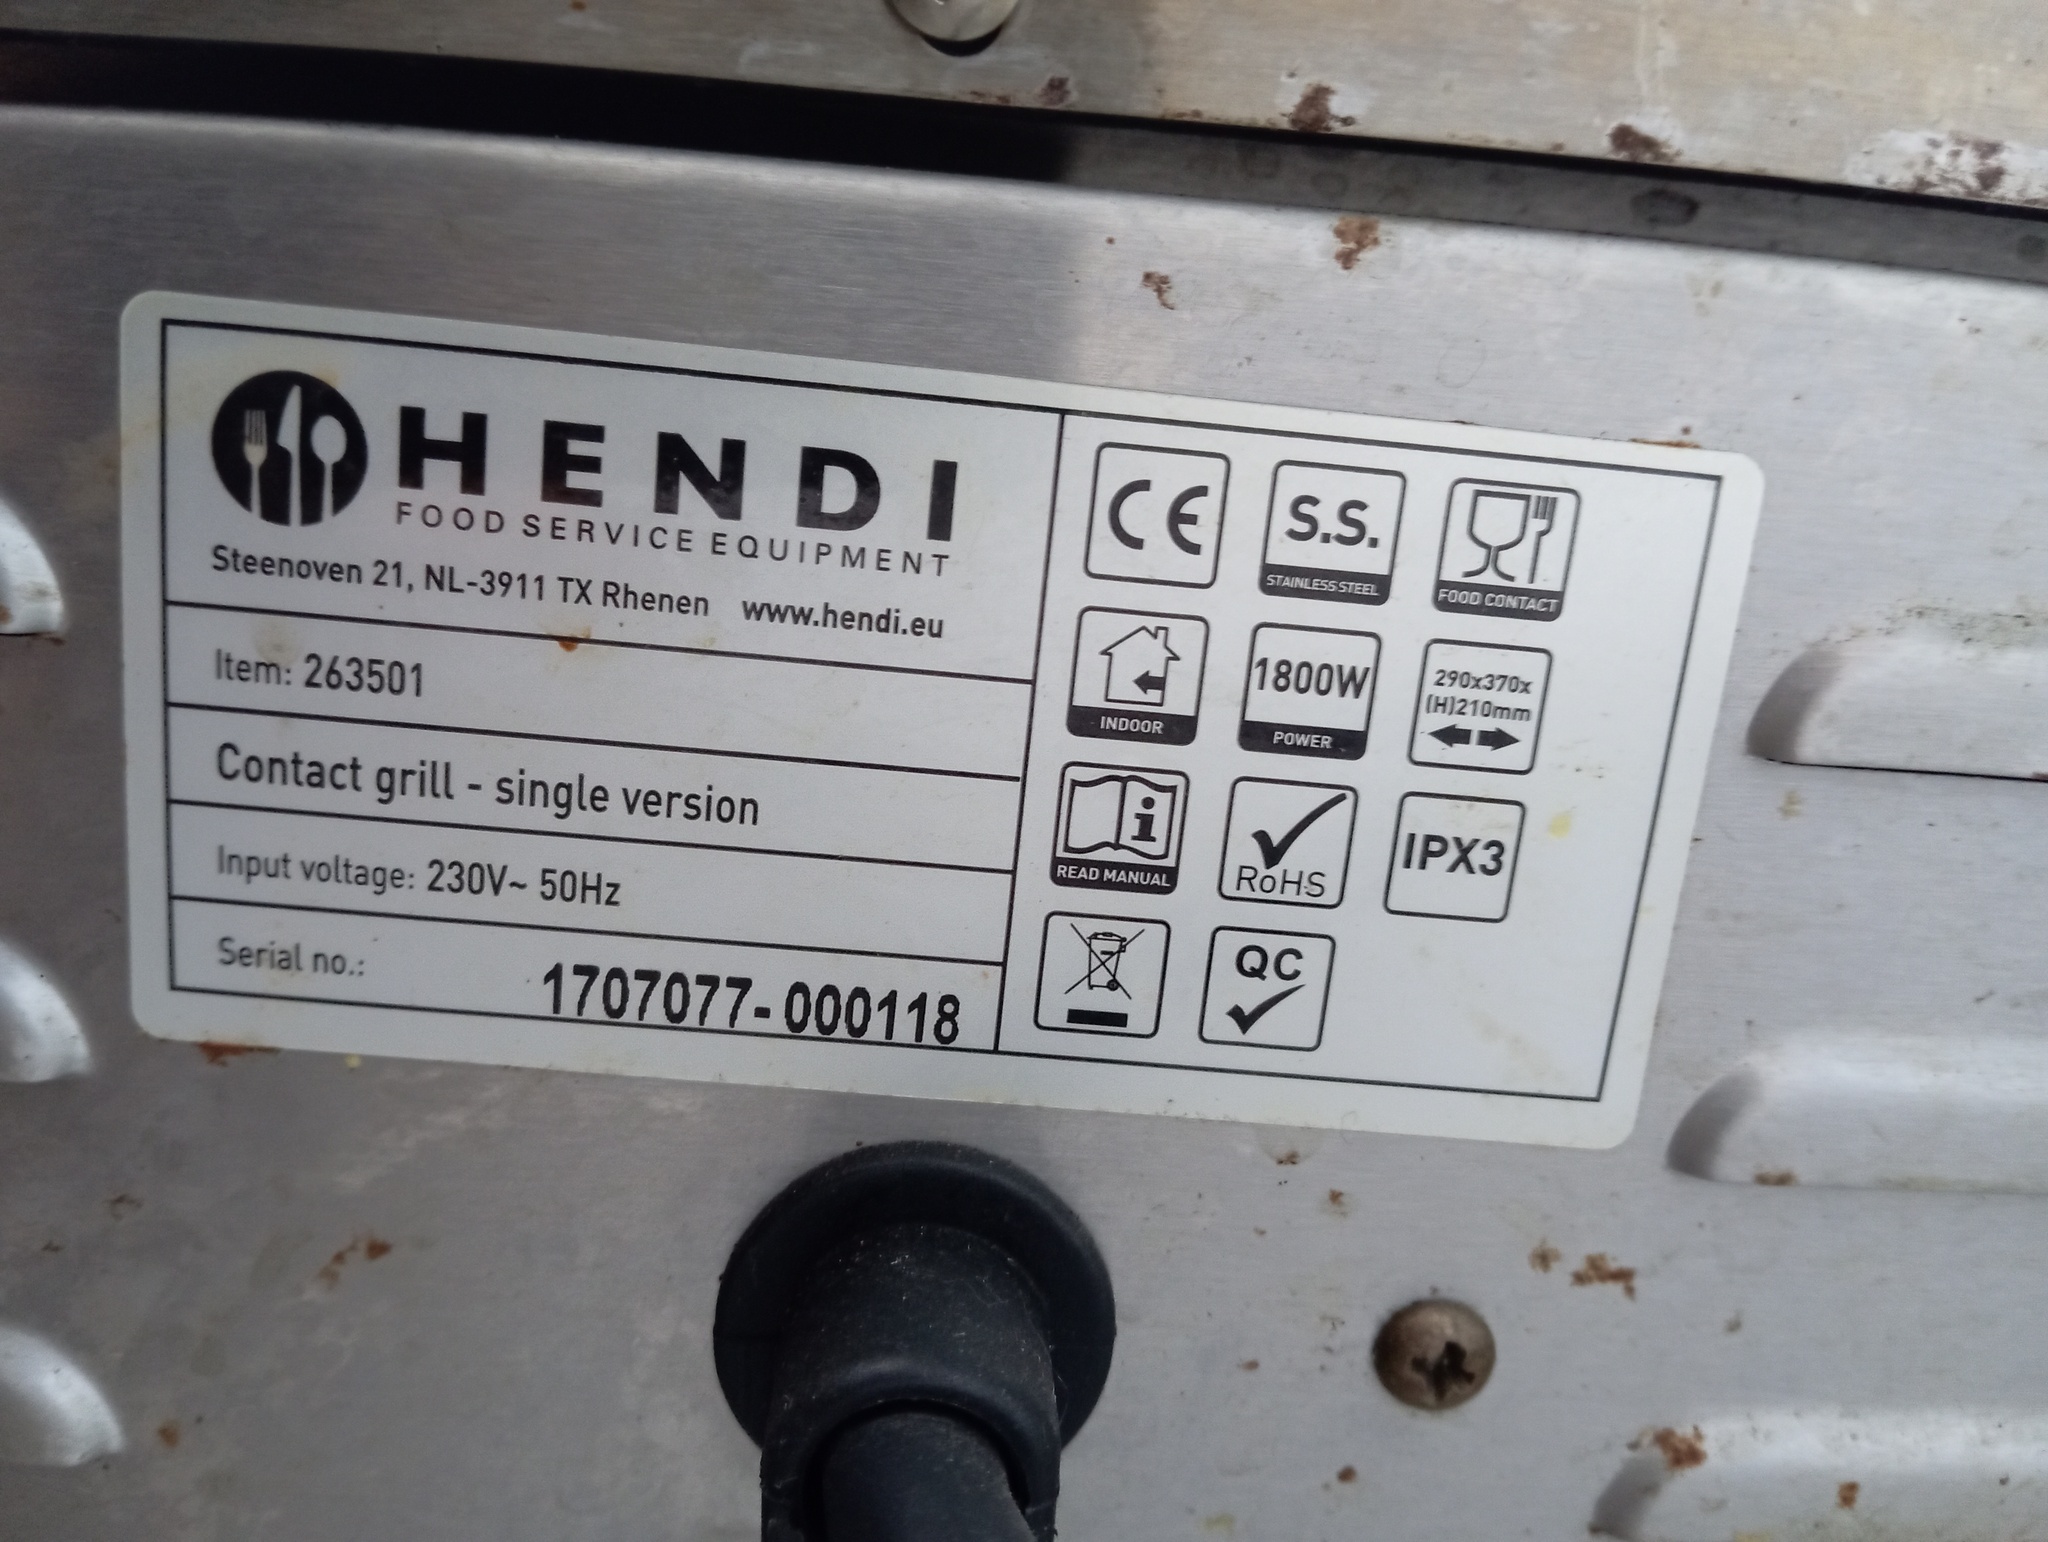 HENDI
FOOD SERVICE EQUIPMENT
Steenoven 21, NL-3911 TX Rhenen www.hendi.eu
Item: 263501
Contact grill - single version
Input voltage: 230V~ 50Hz
Serial no.: 1707077-000118
CE
S.S.
STAINLESS STEEL
FOOD CONTACT
INDOOR
1800W
POWER
290x370x
(H)210mm
i
READ MANUAL
RoHS
IPX3
QC